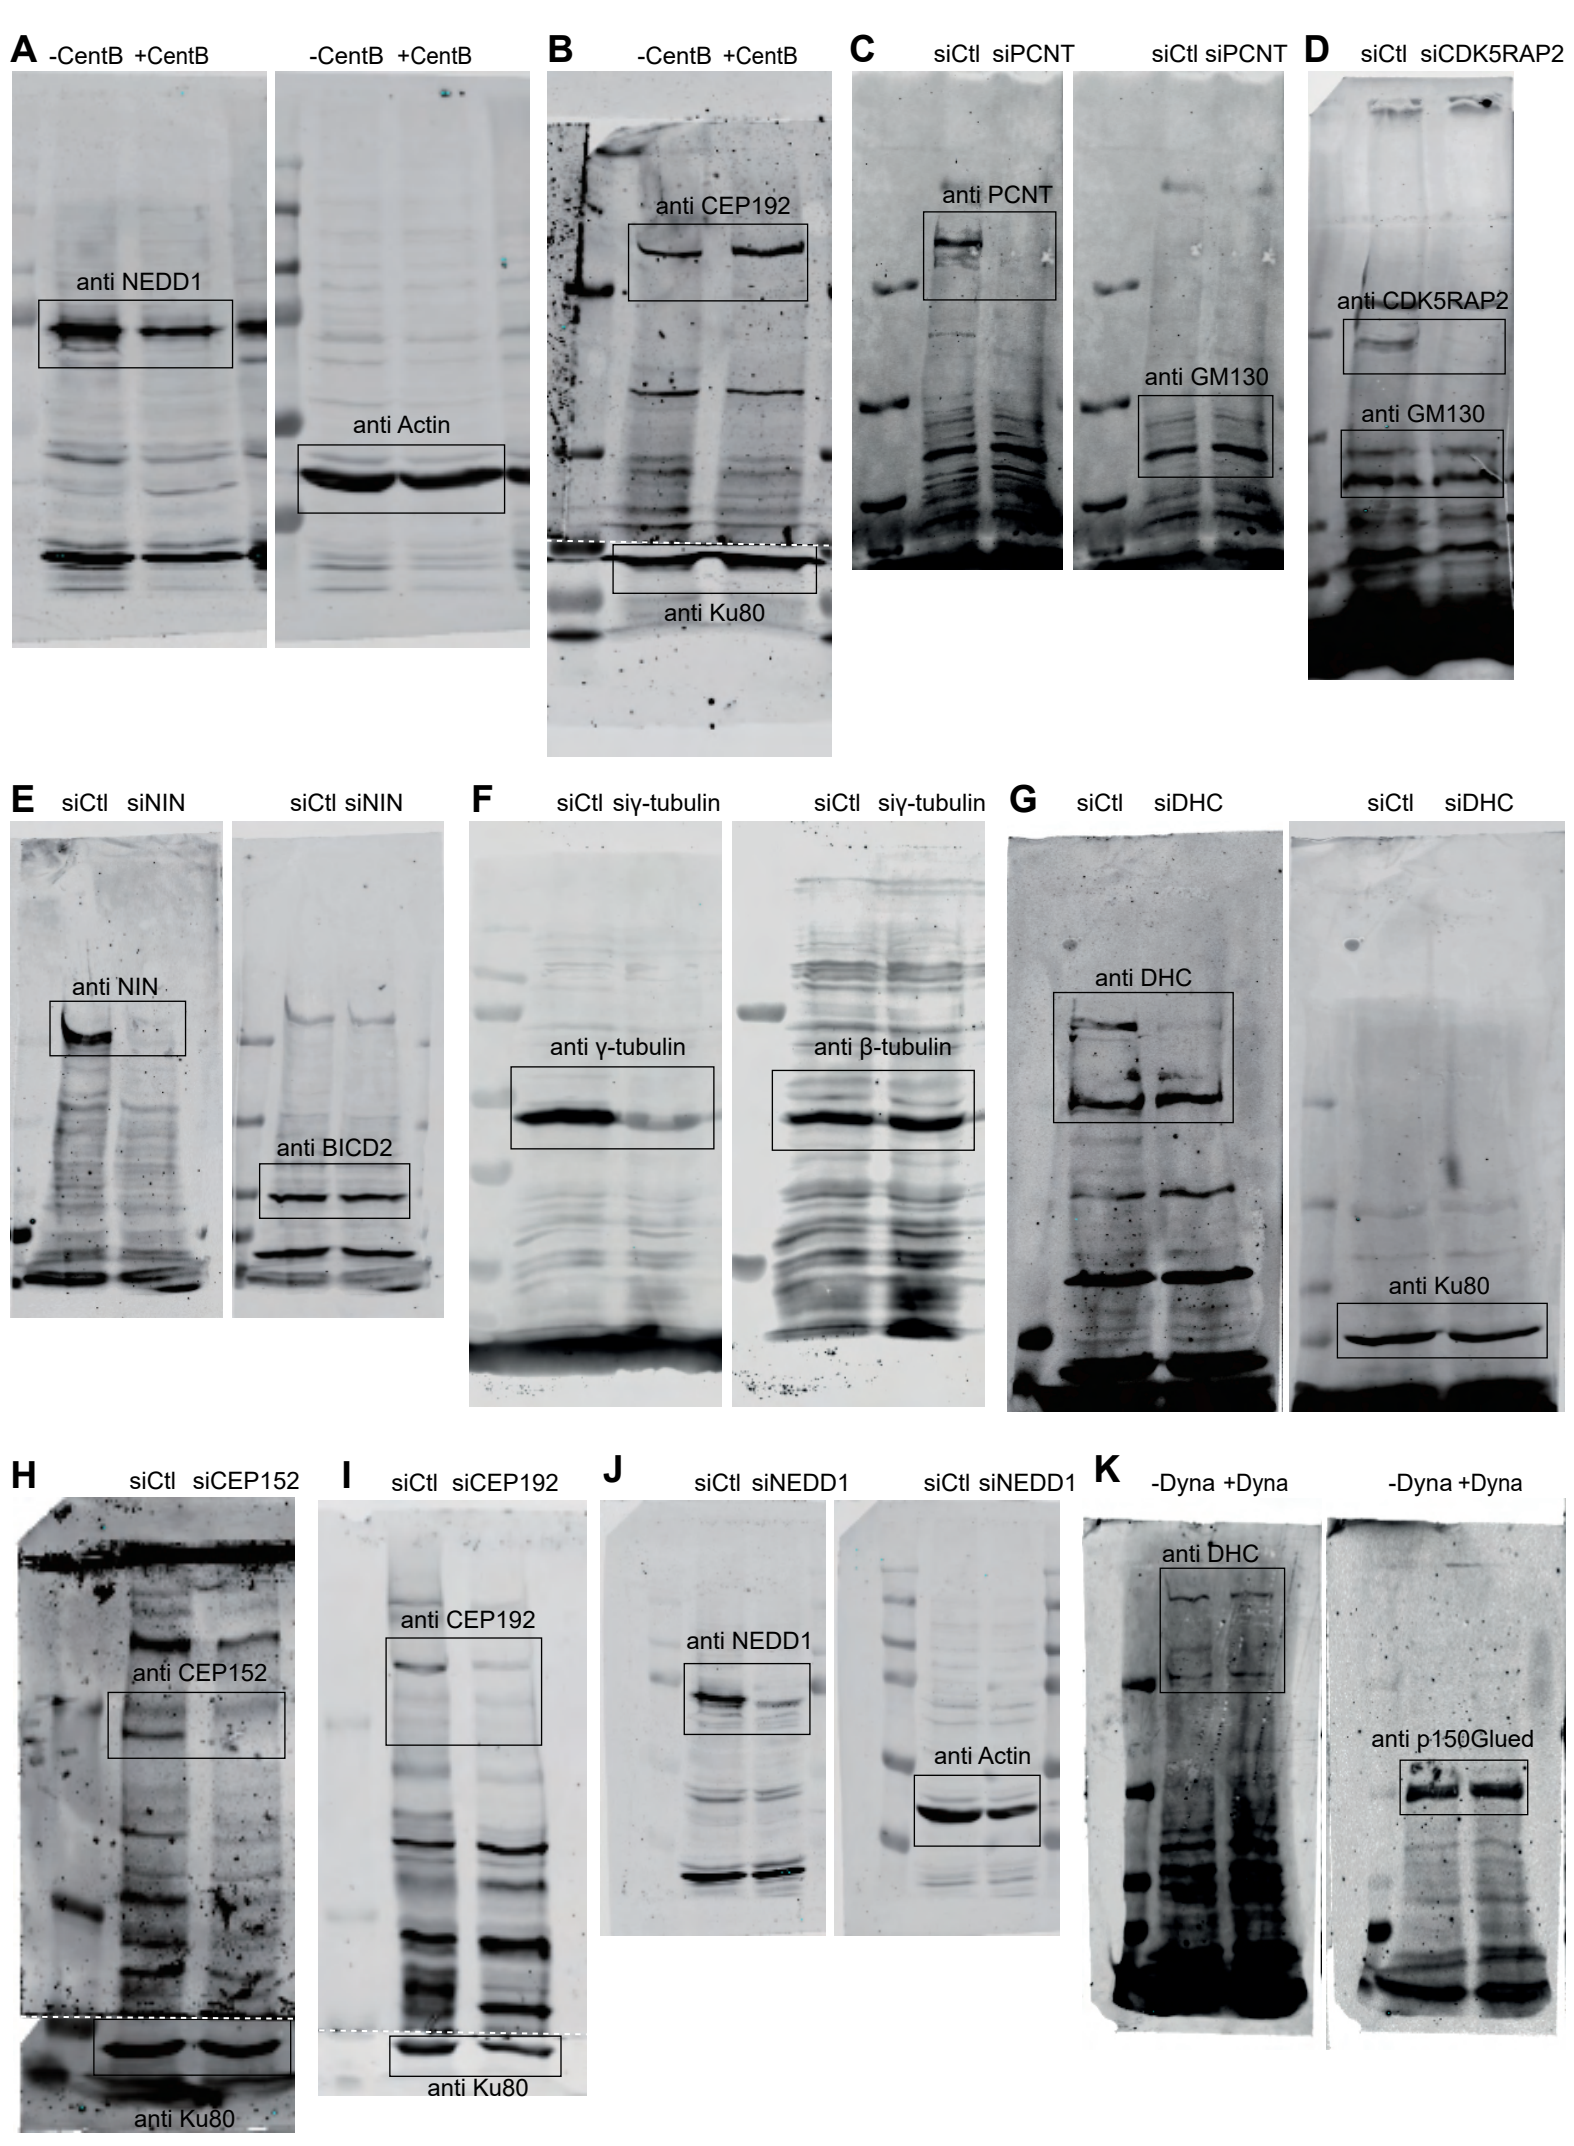 A -CentB +CentB -CentB +CentB
anti NEDD1
anti Actin
B -CentB +CentB
anti CEP192
anti Ku80
C siCtl siPCNT siCtl siPCNT
anti PCNT
anti GM130
D siCtl siCDK5RAP2
anti CDK5RAP2
anti GM130
E siCtl siNIN siCtl siNIN
anti NIN
anti BICD2
F siCtl siγ-tubulin siCtl siγ-tubulin
anti γ-tubulin
anti β-tubulin
G siCtl siDHC siCtl siDHC
anti DHC
anti Ku80
H siCtl siCEP152
anti CEP152
anti Ku80
I siCtl siCEP192
anti CEP192
anti Ku80
J siCtl siNEDD1 siCtl siNEDD1
anti NEDD1
anti Actin
K -Dyna +Dyna -Dyna +Dyna
anti DHC
anti p150Glued